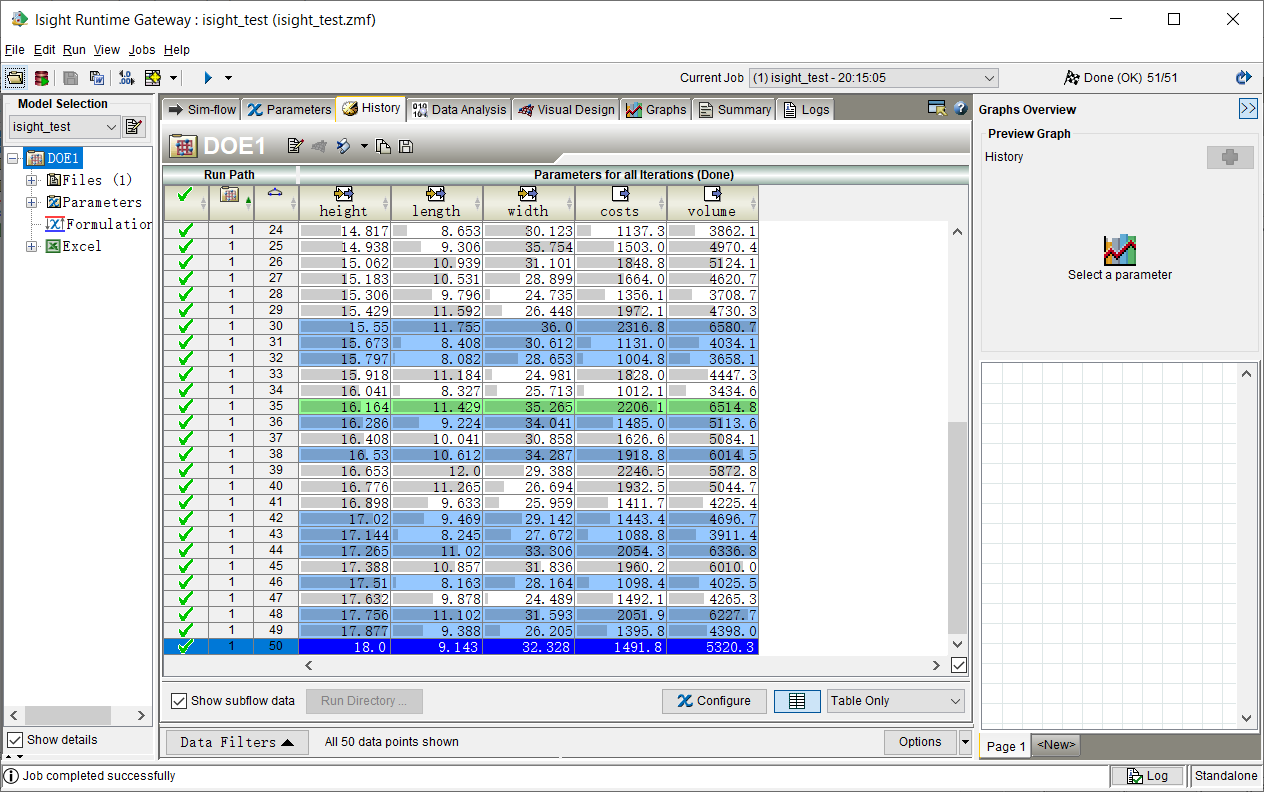 Isight Runtime Gateway : isight_test (isight_test.zmf)
File Edit Run View Jobs Help
Current Job (1) isight_test - 20:15:05 Done (OK) 51/51
Model Selection
isight_test
DOE1
Files (1)
Parameters
Formulation
Excel
Show details
Sim-flow Parameters History Data Analysis Visual Design Graphs Summary Logs
DOE1
Run Path Parameters for all Iterations (Done)
height length width costs volume
1 24 14.817 8.653 30.123 1137.3 3862.1
1 25 14.938 9.306 35.754 1503.0 4970.4
1 26 15.062 10.939 31.101 1848.8 5124.1
1 27 15.183 10.531 28.899 1664.0 4620.7
1 28 15.306 9.796 24.735 1356.1 3708.7
1 29 15.429 11.592 26.448 1972.1 4730.3
1 30 15.55 11.755 36.0 2316.8 6580.7
1 31 15.673 8.408 30.612 1131.0 4034.1
1 32 15.797 8.082 28.653 1004.8 3658.1
1 33 15.918 11.184 24.981 1828.0 4447.3
1 34 16.041 8.327 25.713 1012.1 3434.6
1 35 16.164 11.429 35.265 2206.1 6514.8
1 36 16.286 9.224 34.041 1485.0 5113.6
1 37 16.408 10.041 30.858 1626.6 5084.1
1 38 16.53 10.612 34.287 1918.8 6014.5
1 39 16.653 12.0 29.388 2246.5 5872.8
1 40 16.776 11.265 26.694 1932.5 5044.7
1 41 16.898 9.633 25.959 1411.7 4225.4
1 42 17.02 9.469 29.142 1443.4 4696.7
1 43 17.144 8.245 27.672 1088.8 3911.4
1 44 17.265 11.02 33.306 2054.3 6336.8
1 45 17.388 10.857 31.836 1960.2 6010.0
1 46 17.51 8.163 28.164 1098.4 4025.5
1 47 17.632 9.878 24.489 1492.1 4265.3
1 48 17.756 11.102 31.593 2051.9 6227.7
1 49 17.877 9.388 26.205 1395.8 4398.0
1 50 18.0 9.143 32.328 1491.8 5320.3
Show subflow data Run Directory ... Configure Table Only
Data Filters All 50 data points shown Options
Graphs Overview
Preview Graph
History
Select a parameter
Page 1 <New>
Job completed successfully Log Standalone